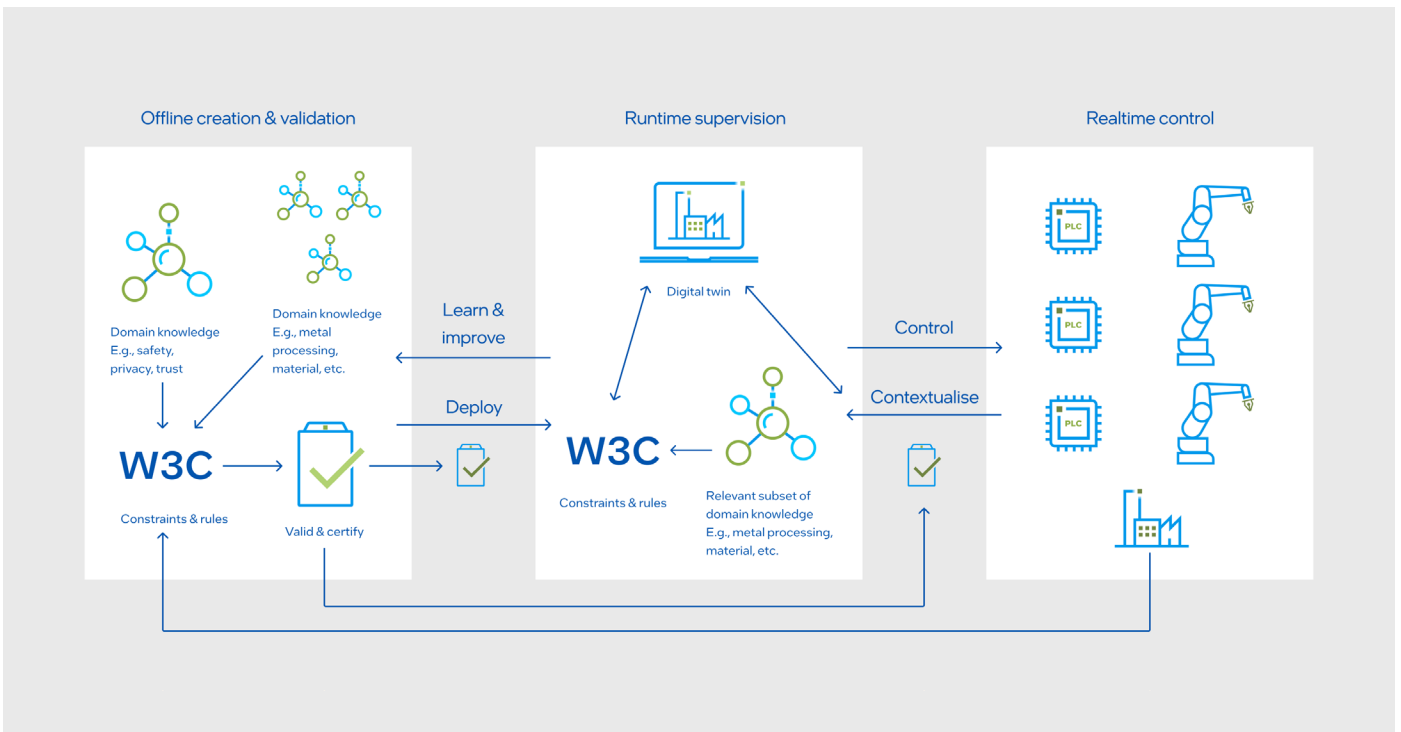 Offline creation & validation
Runtime supervision
Realtime control
Domain knowledge
E.g., safety,
privacy, trust
Domain knowledge
E.g., metal
processing,
material, etc.
W3C
Constraints & rules
Valid & certify
Learn &
improve
Deploy
Digital twin
W3C
Constraints & rules
Relevant subset of
domain knowledge
E.g., metal processing,
material, etc.
Control
Contextualise
PLC
PLC
PLC